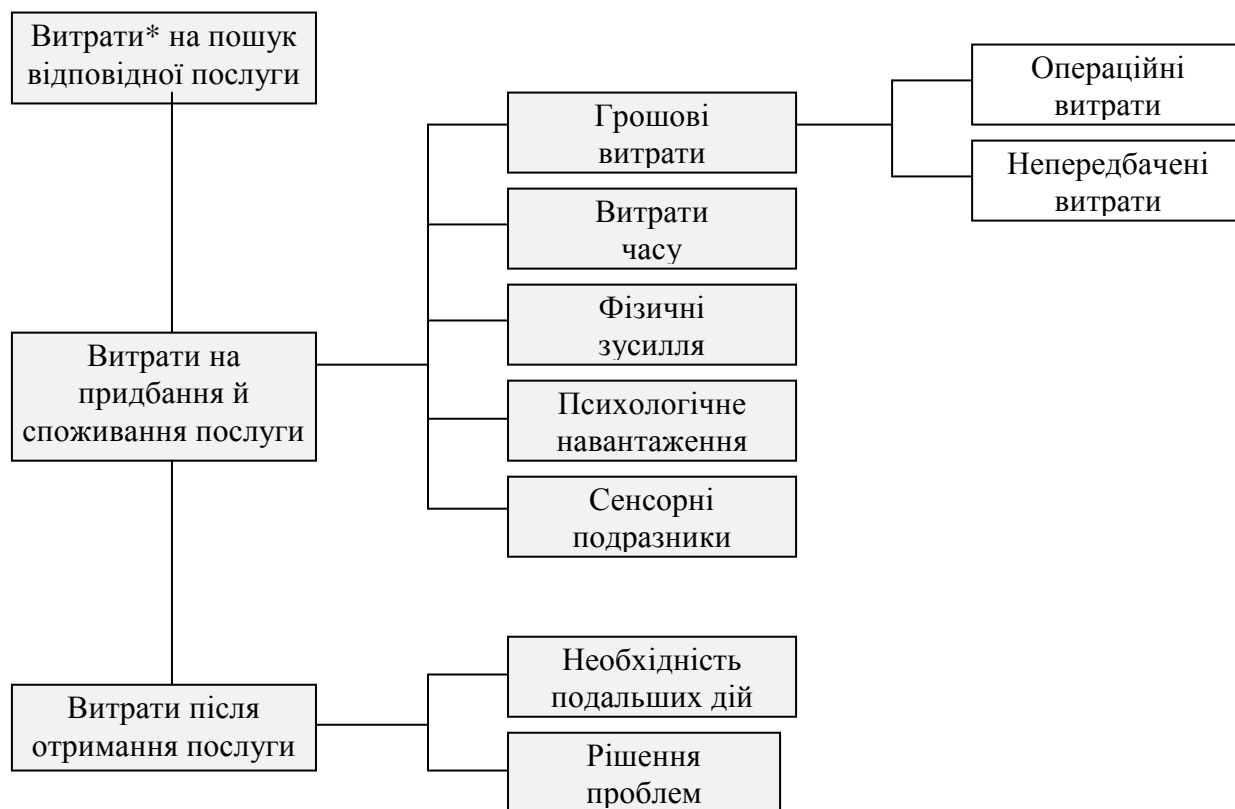 Витрати* на пошук
відповідної послуги
Операційні
витрати
Грошові
витрати
Непередбачені
витрати
Витрати
часу
Фізичні
зусилля
Витрати на
придбання й
споживання послуги
Психологічне
навантаження
Сенсорні
подразники
Необхідність
подальших дій
Витрати після
отримання послуги
Рішення
проблем